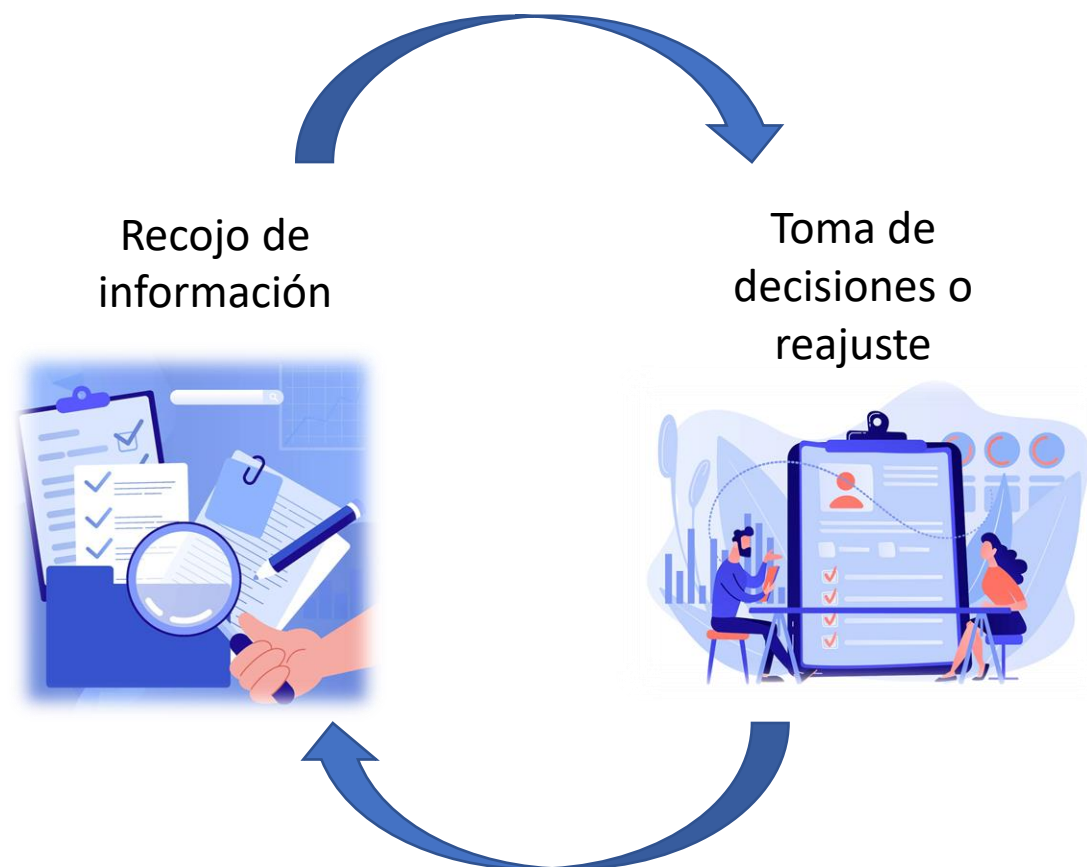 Recojo de
información
Toma de
decisiones o
reajuste